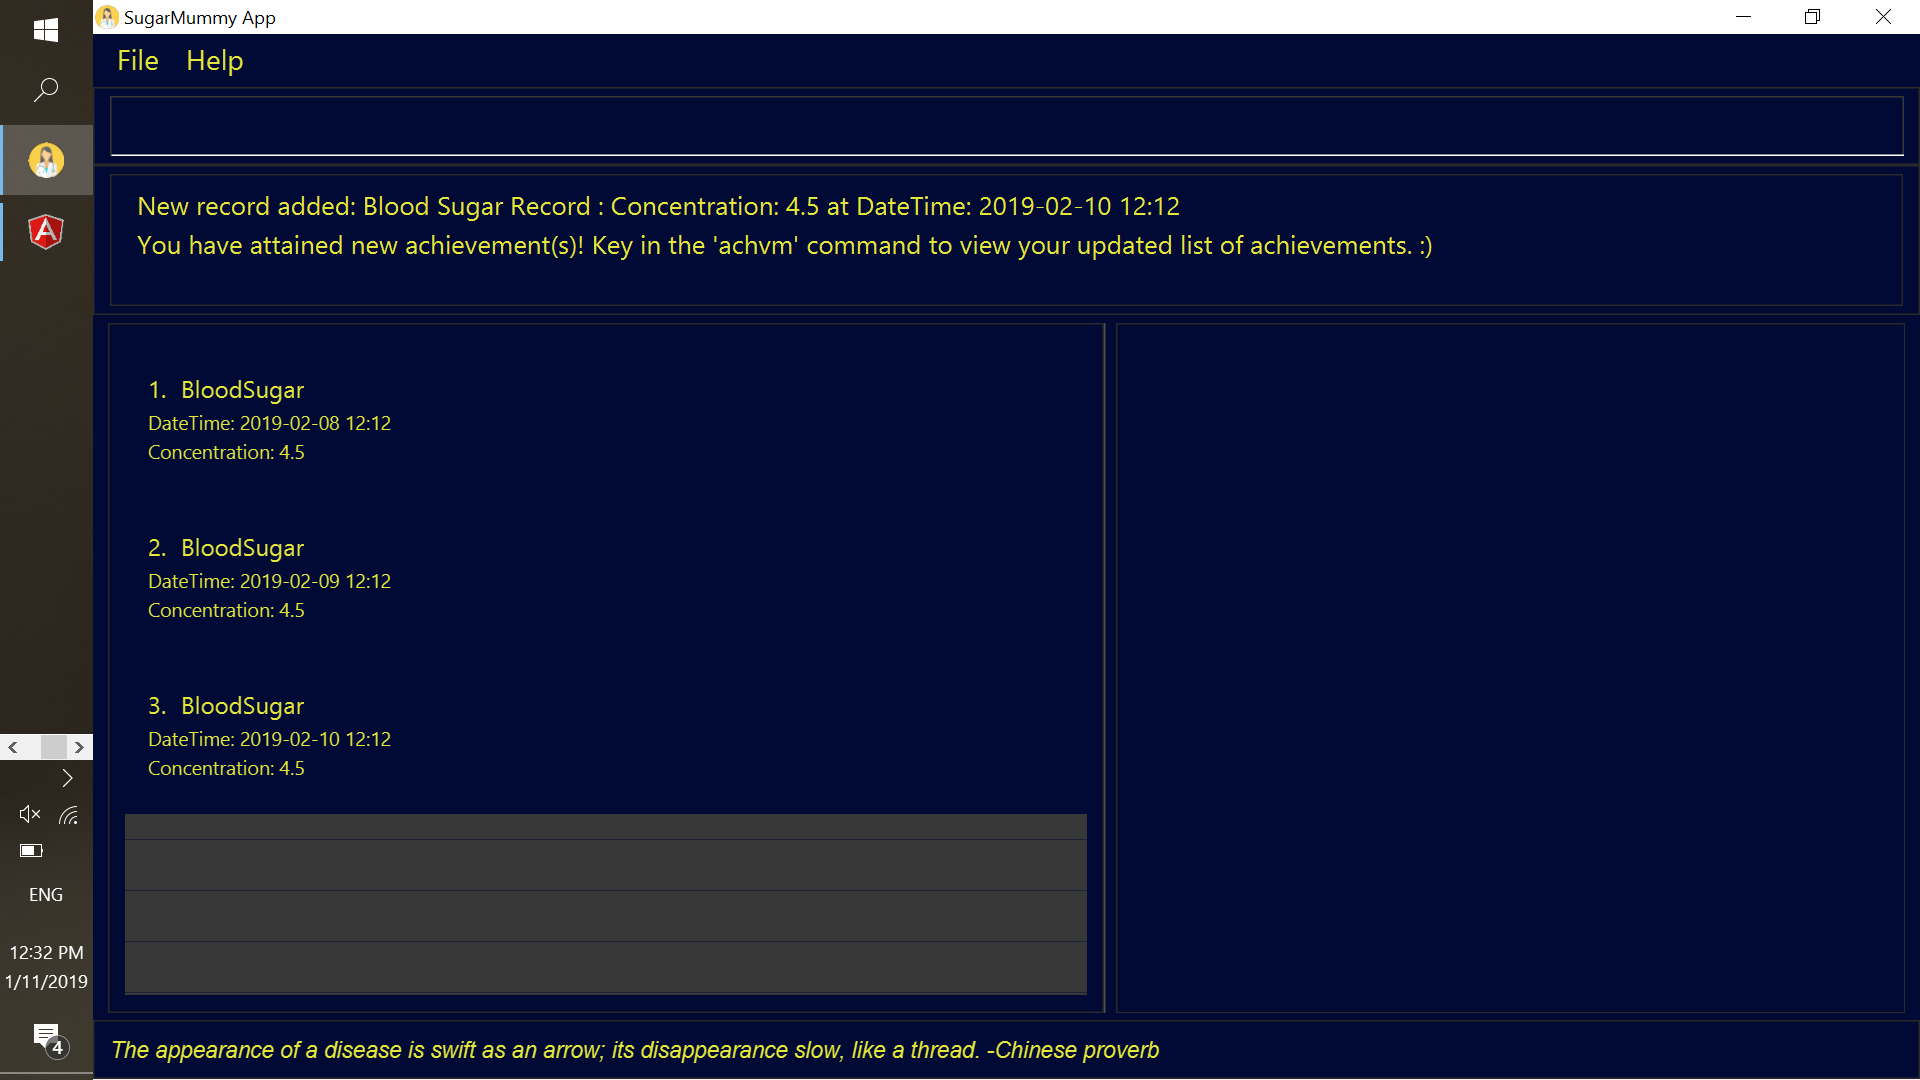 SugarMummy App
File Help
New record added: Blood Sugar Record : Concentration: 4.5 at DateTime: 2019-02-10 12:12
You have attained new achievement(s)! Key in the 'achvm' command to view your updated list of achievements. :)
1. BloodSugar
DateTime: 2019-02-08 12:12
Concentration: 4.5
2. BloodSugar
DateTime: 2019-02-09 12:12
Concentration: 4.5
3. BloodSugar
DateTime: 2019-02-10 12:12
Concentration: 4.5
The appearance of a disease is swift as an arrow; its disappearance slow, like a thread. -Chinese proverb
ENG
12:32 PM
1/11/2019
4